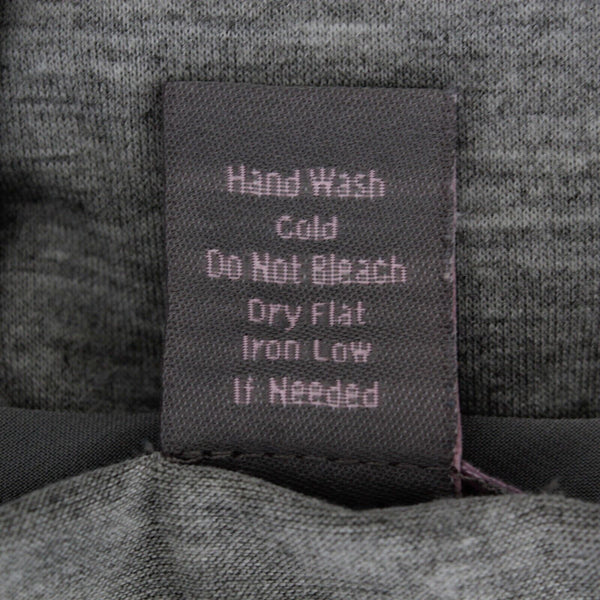 Hand Wash
Cold
Do Not Bleach
Dry Flat
Iron Low
If Needed